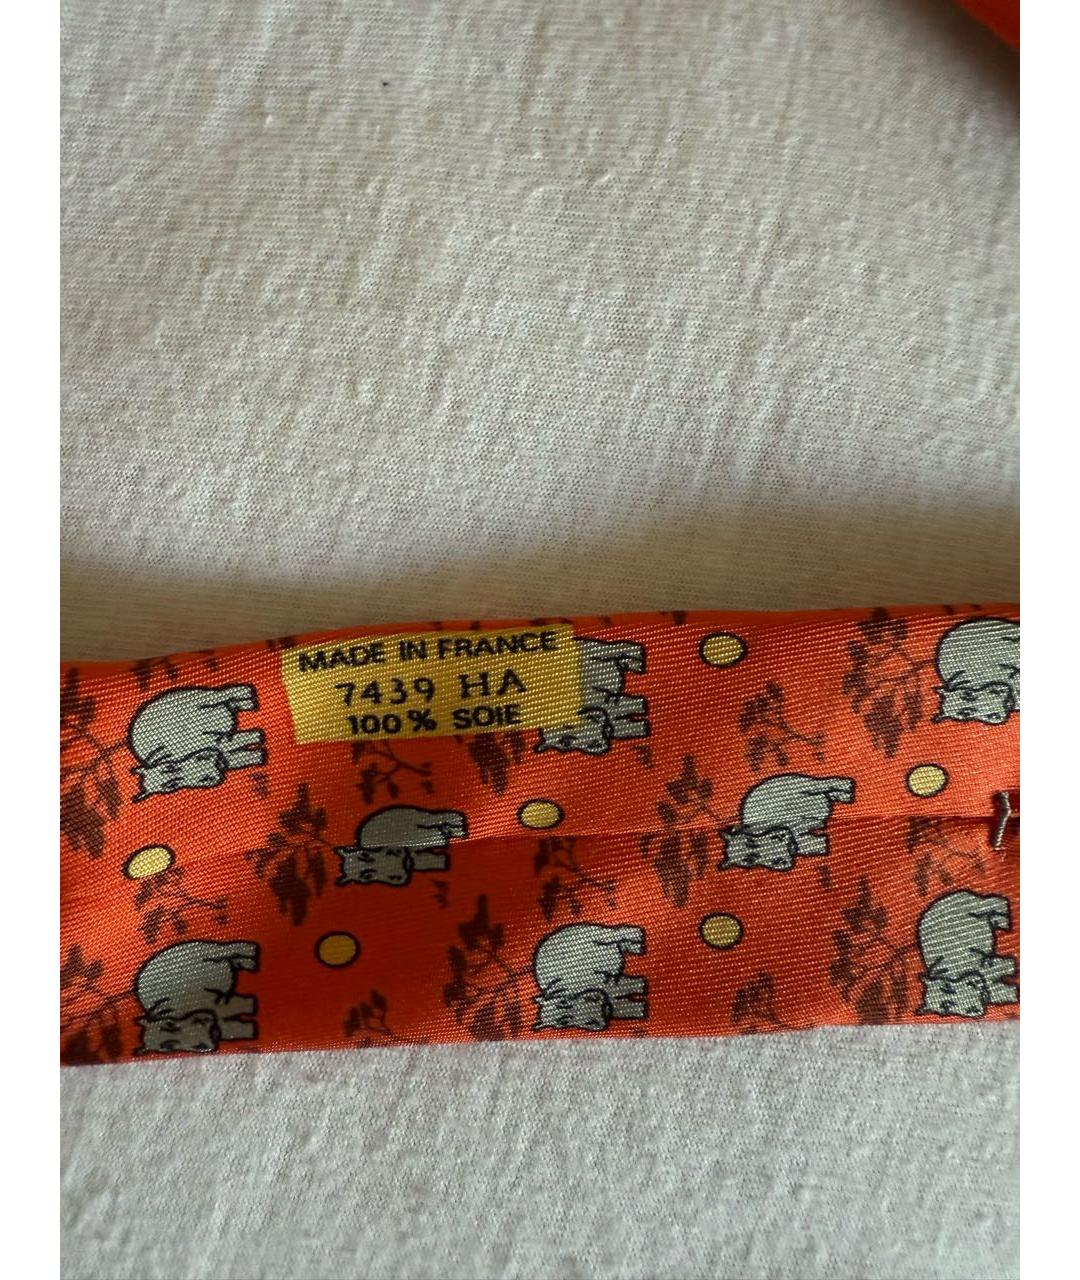 MADE IN FRANCE
7439 HA
100% SOIE